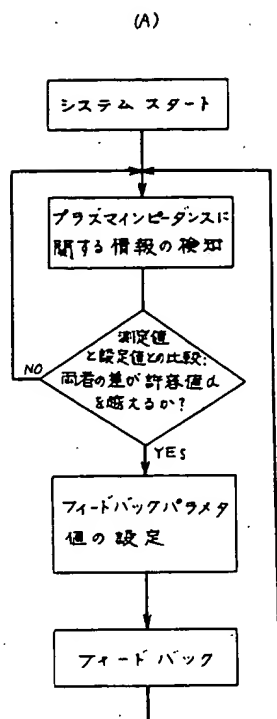 (A)
システム スタート
プラズマインピーダンスに
関する情報の検知
測定値
と設定値との比較:
両者の差が許容値α
を越えるか?
NO
YES
フィードバックパラメタ
値の設定
フィードバック